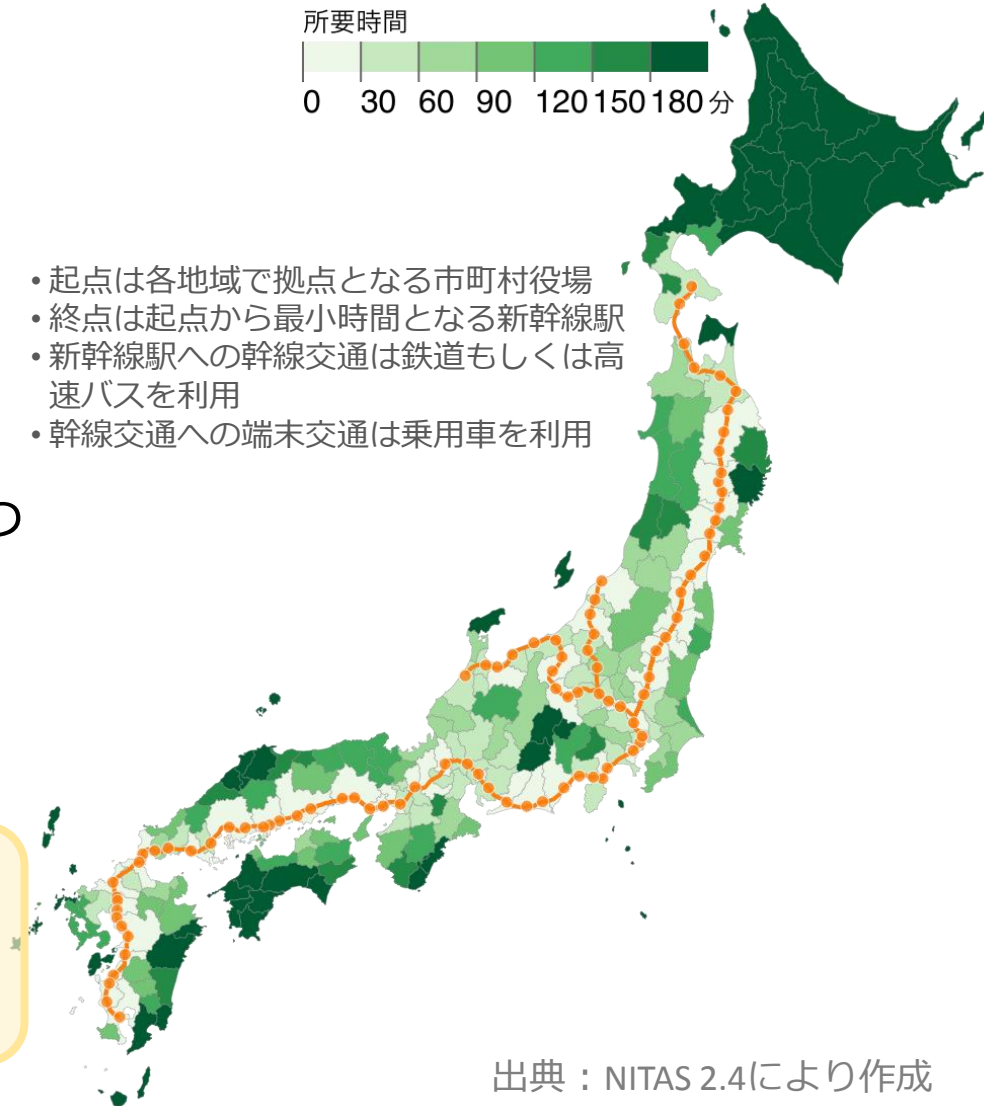 所要時間
0 30 60 90 120 150 180 分
• 起点は各地域で拠点となる市町村役場
• 終点は起点から最小時間となる新幹線駅
• 新幹線駅への幹線交通は鉄道もしくは高
速バスを利用
• 幹線交通への端末交通は乗用車を利用
つ
出典：NITAS 2.4により作成